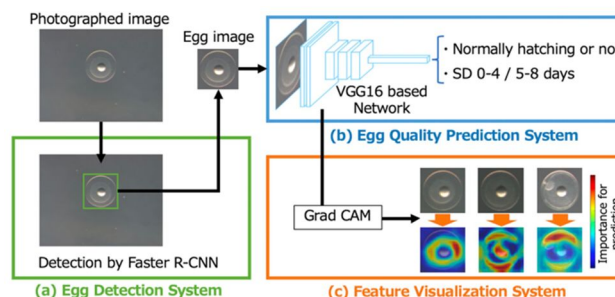 Photographed image
Egg image
VGG16 based
Network
· Normally hatching or no
· SD 0-4 / 5-8 days
(b) Egg Quality Prediction System
Detection by Faster R-CNN
(a) Egg Detection System
Grad CAM
Importance for
prediction
(c) Feature Visualization System